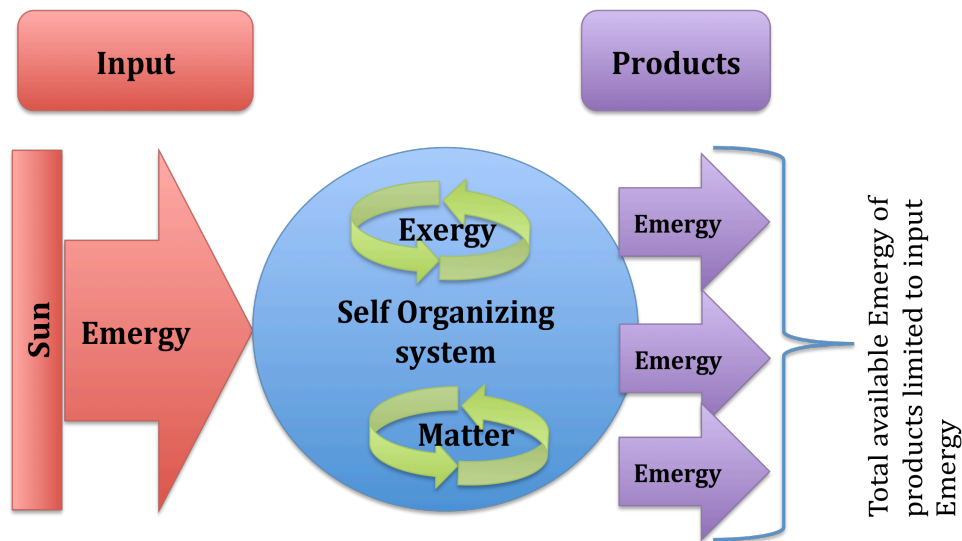 Input
Products
Sun
Emergy
Exergy
Self Organizing
system
Matter
Emergy
Emergy
Emergy
Total available Emergy of
products limited to input
Emergy